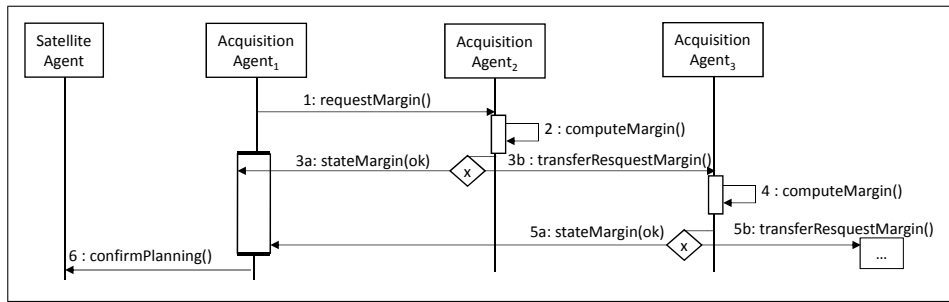 Satellite
Agent
Acquisition
Agent1
Acquisition
Agent2
Acquisition
Agent3
1: requestMargin()
2 : computeMargin()
3a: stateMargin(ok)
x
3b: transferResquestMargin()
4 : computeMargin()
5a: stateMargin(ok)
x
5b: transferRequestMargin()
...
6 : confirmPlanning()